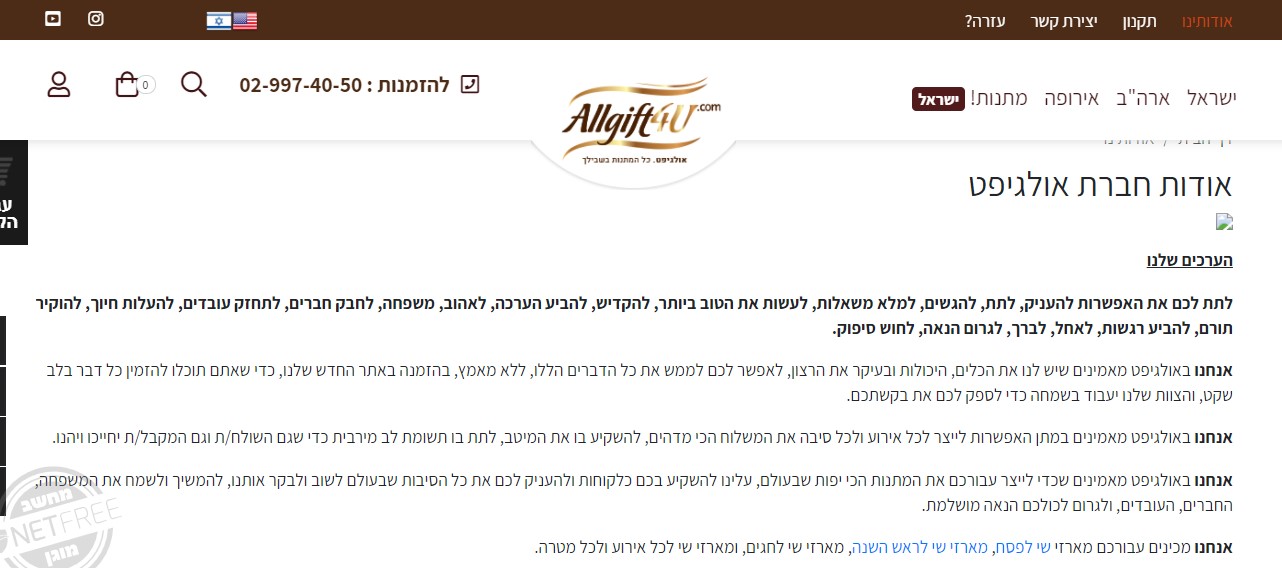 אודותינו תקנון יצירת קשר עזרה?
ישראל ארה"ב אירופה מתנות! ישראל
להזמנות : 02-997-40-50
0
Allgift4U.com
אולגיפט. כל המתנות בשבילך
אודות חברת אולגיפט
הערכים שלנו
לתת לכם את האפשרות להעניק, לתת, להגשים, למלא משאלות, לעשות את הטוב ביותר, להקדיש, להביע הערכה, לאהוב, משפחה, לחבק חברים, לתחזק עובדים, להעלות חיוך, להוקיר
תורם, להביע רגשות, לאחל, לברך, לגרום הנאה, לחוש סיפוק.
אנחנו באולגיפט מאמינים שיש לנו את הכלים, היכולות ובעיקר את הרצון, לאפשר לכם לממש את כל הדברים הללו, ללא מאמץ, בהזמנה באתר החדש שלנו, כדי שאתם תוכלו להזמין כל דבר בלב
שקט, והצוות שלנו יעבוד בשמחה כדי לספק לכם את בקשתכם.
אנחנו באולגיפט מאמינים במתן האפשרות לייצר לכל אירוע ולכל סיבה את המשלוח הכי מדהים, להשקיע בו את המיטב, לתת בו תשומת לב מירבית כדי שגם השולח/ת וגם המקבל/ת יחייכו ויהנו.
אנחנו באולגיפט מאמינים שכדי לייצר עבורכם את המתנות הכי יפות שבעולם, עלינו להשקיע בכם כלקוחות ולהעניק לכם את כל הסיבות שבעולם לשוב ולבקר אותנו, להמשיך ולשמח את המשפחה,
החברים, העובדים, ולגרום לכולכם הנאה מושלמת.
אנחנו מכינים עבורכם מארזי שי לפסח, מארזי שי לראש השנה, מארזי שי לחגים, ומארזי שי לכל אירוע ולכל מטרה.
מחשב
NETFREE
מוגן